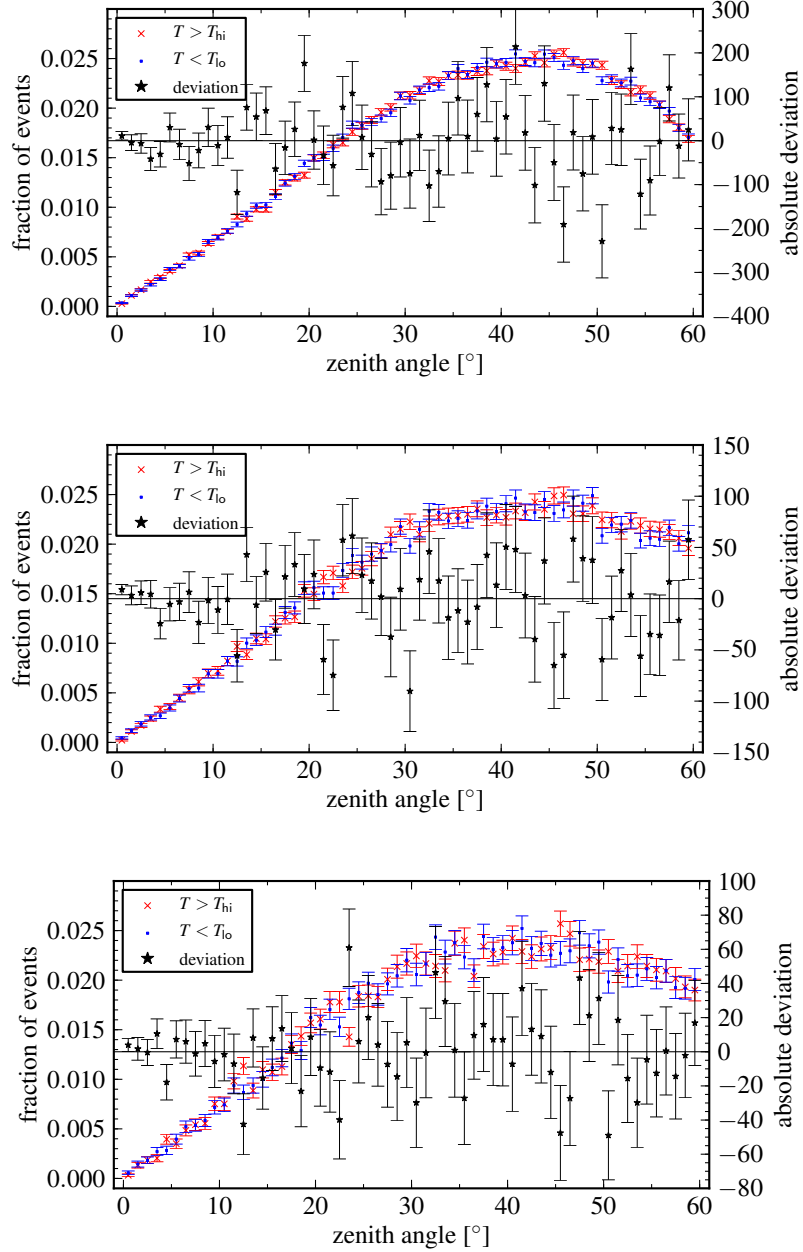 300
0.025
T > T_hi
200
T < T_lo
0.020
deviation
100
0.015
0
0.010
−100
0.005
−200
0.000
−300
−400
0 10 20 30 40 50 60
zenith angle [°]
fraction of events
absolute deviation
150
0.025
T > T_hi
100
T < T_lo
0.020
deviation
50
0.015
0
0.010
−50
0.005
−100
0.000
−150
0 10 20 30 40 50 60
zenith angle [°]
fraction of events
absolute deviation
100
0.025
T > T_hi
80
T < T_lo
60
0.020
deviation
40
0.015
20
0
0.010
−20
0.005
−40
−60
0.000
−80
0 10 20 30 40 50 60
zenith angle [°]
fraction of events
absolute deviation